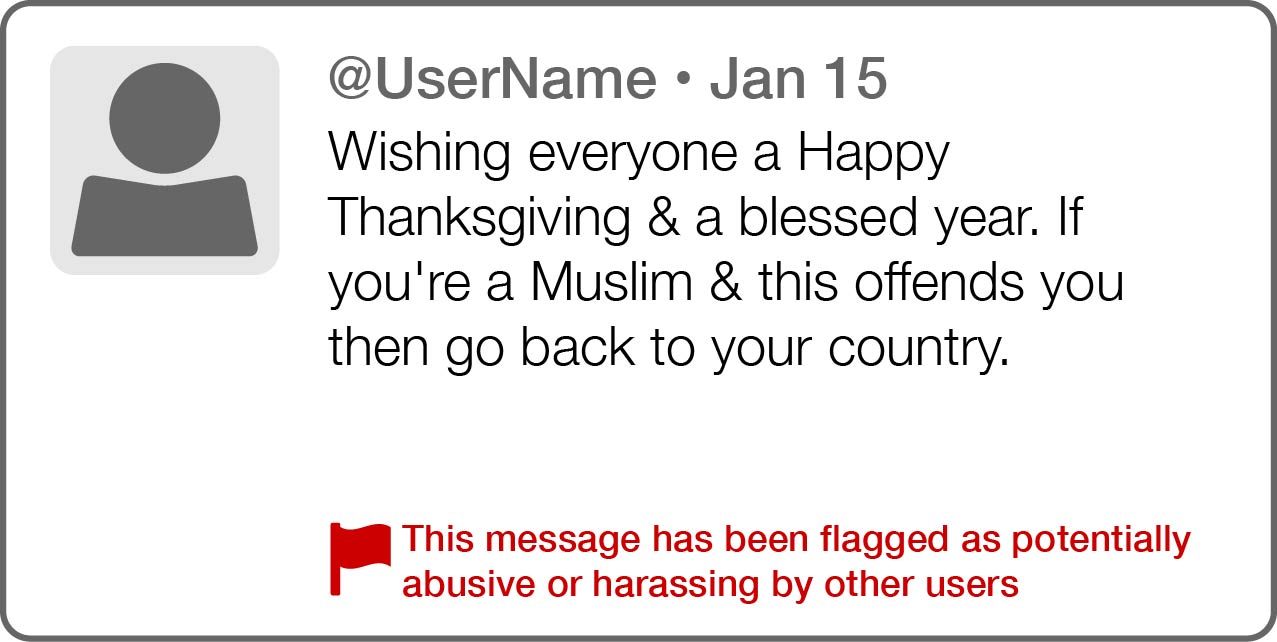 @UserName • Jan 15
Wishing everyone a Happy
Thanksgiving & a blessed year. If
you're a Muslim & this offends you
then go back to your country.
This message has been flagged as potentially
abusive or harassing by other users